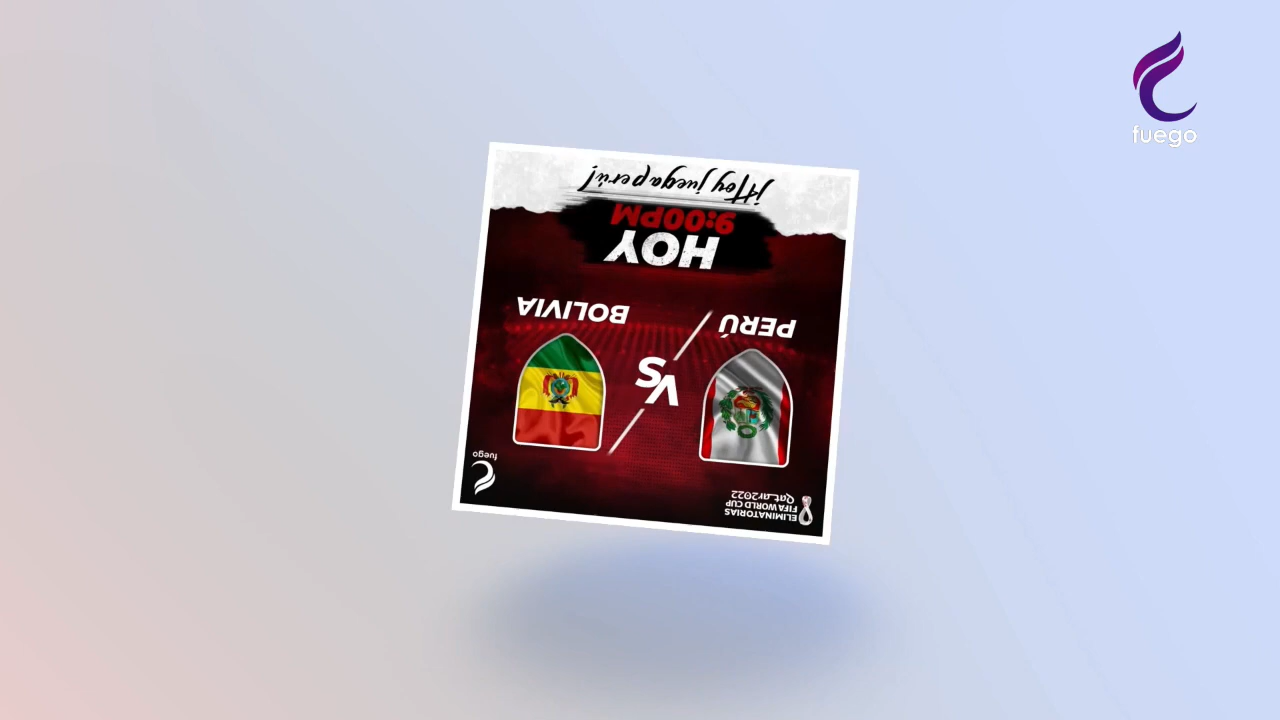 fuego
ELIMINATORIAS
FIFA WORLD CUP
Qatar2022
fuego
VS
PERÚ
BOLIVIA
HOY
9:00PM
¡Hoy juega perú!